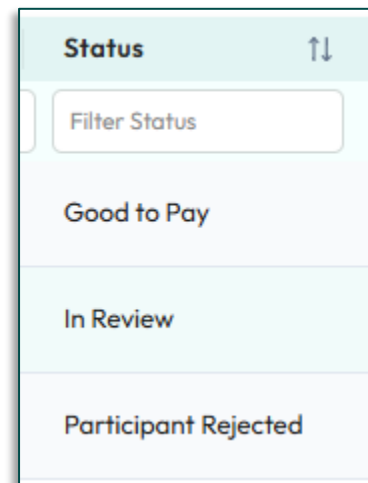 Status
Filter Status
Good to Pay
In Review
Participant Rejected